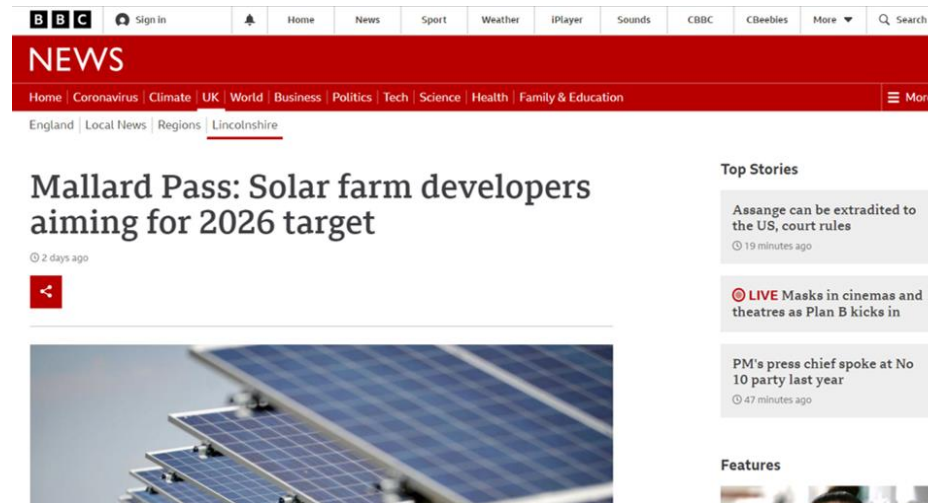 BBC
Sign in
Home
News
Sport
Weather
iPlayer
Sounds
CBBC
CBeebies
More
Search
NEWS
Home
Coronavirus
Climate
UK
World
Business
Politics
Tech
Science
Health
Family & Education
More
England
Local News
Regions
Lincolnshire
Mallard Pass: Solar farm developers
aiming for 2026 target
2 days ago
Top Stories
Assange can be extradited to
the US, court rules
19 minutes ago
LIVE Masks in cinemas and
theatres as Plan B kicks in
PM's press chief spoke at No
10 party last year
47 minutes ago
Features